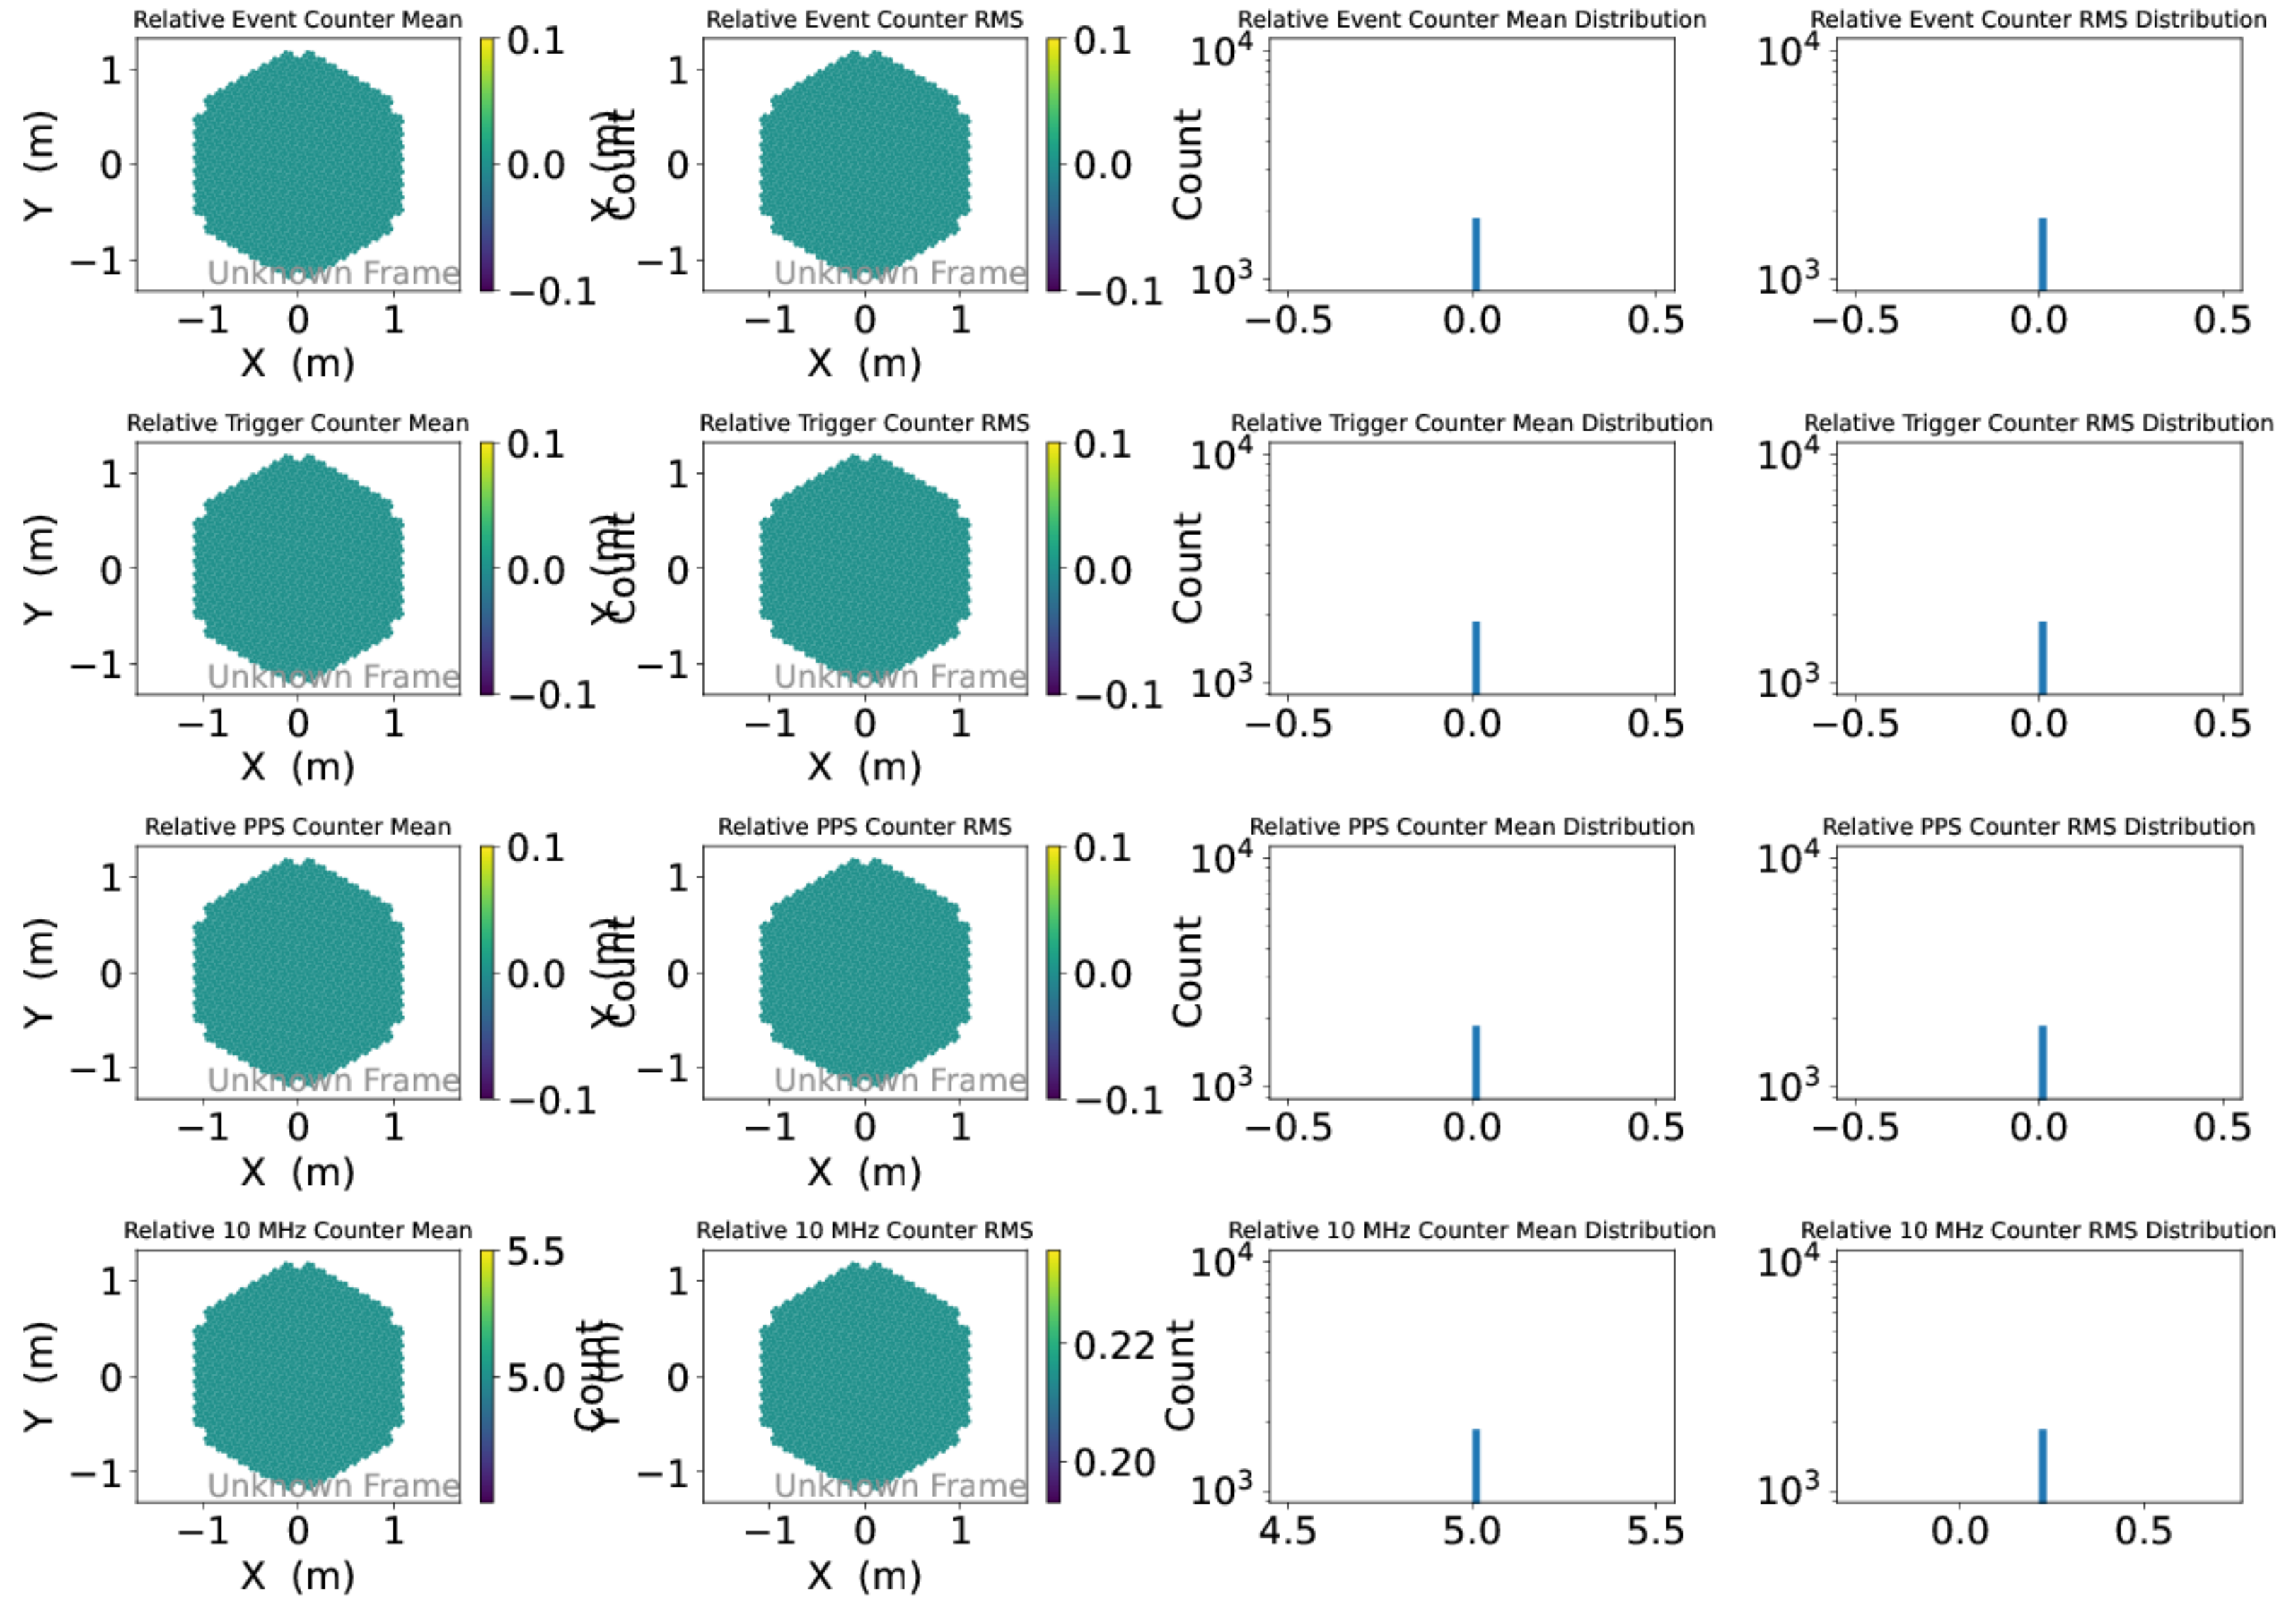 Relative Event Counter Mean
Y (m)
1
0
−1
Unknown Frame
−1 0 1
X (m)
0.1
0.0
−0.1
Count
Relative Event Counter RMS
Y (m)
1
0
−1
Unknown Frame
−1 0 1
X (m)
0.1
0.0
−0.1
Relative Event Counter Mean Distribution
Count
10⁴
10³
−0.5 0.0 0.5
Relative Event Counter RMS Distribution
10⁴
10³
−0.5 0.0 0.5
Relative Trigger Counter Mean
Y (m)
1
0
−1
Unknown Frame
−1 0 1
X (m)
0.1
0.0
−0.1
Count
Relative Trigger Counter RMS
Y (m)
1
0
−1
Unknown Frame
−1 0 1
X (m)
0.1
0.0
−0.1
Relative Trigger Counter Mean Distribution
Count
10⁴
10³
−0.5 0.0 0.5
Relative Trigger Counter RMS Distribution
10⁴
10³
−0.5 0.0 0.5
Relative PPS Counter Mean
Y (m)
1
0
−1
Unknown Frame
−1 0 1
X (m)
0.1
0.0
−0.1
Count
Relative PPS Counter RMS
Y (m)
1
0
−1
Unknown Frame
−1 0 1
X (m)
0.1
0.0
−0.1
Relative PPS Counter Mean Distribution
Count
10⁴
10³
−0.5 0.0 0.5
Relative PPS Counter RMS Distribution
10⁴
10³
−0.5 0.0 0.5
Relative 10 MHz Counter Mean
Y (m)
1
0
−1
Unknown Frame
−1 0 1
X (m)
5.5
5.0
Count
Relative 10 MHz Counter RMS
Y (m)
1
0
−1
Unknown Frame
−1 0 1
X (m)
0.22
0.20
Relative 10 MHz Counter Mean Distribution
Count
10⁴
10³
4.5 5.0 5.5
Relative 10 MHz Counter RMS Distribution
10⁴
10³
0.0 0.5